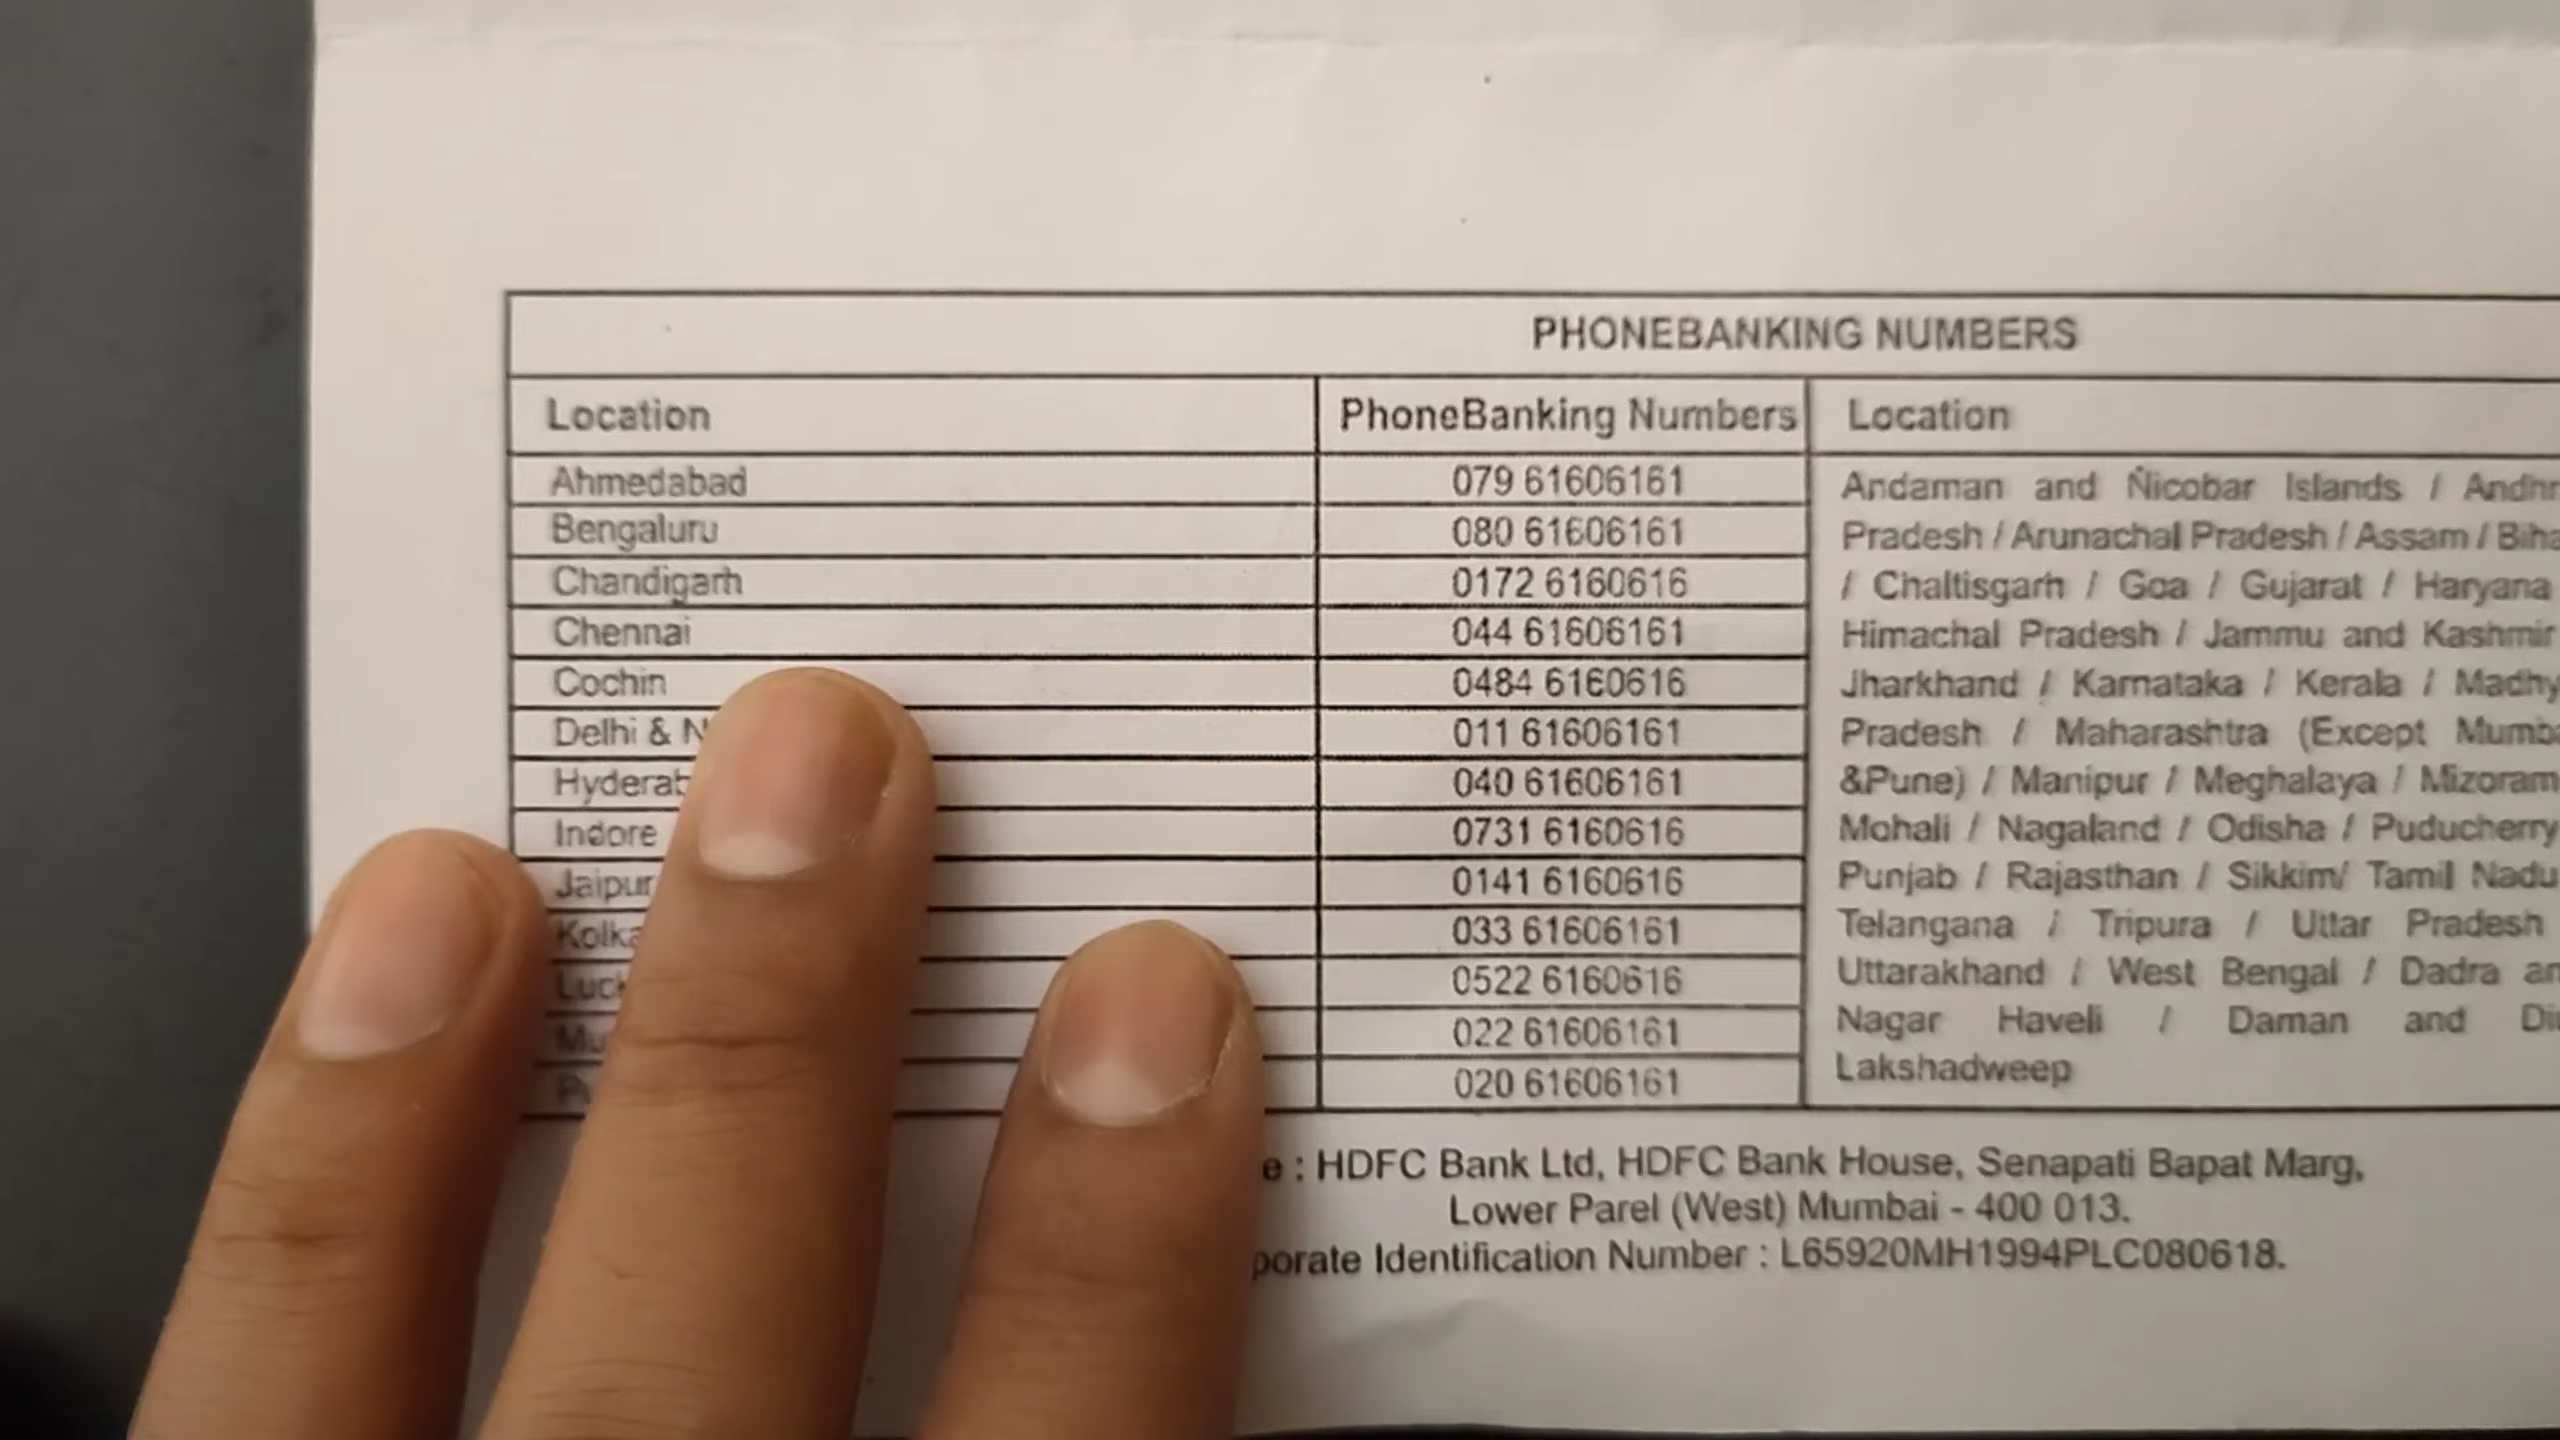 PHONEBANKING NUMBERS
Location PhoneBanking Numbers Location
Ahmedabad 079 61606161
Bengaluru 080 61606161
Chandigarh 0172 6160616
Chennai 044 61606161
Cochin 0484 6160616
Delhi & 011 61606161
040 61606161
Indore 0731 6160616
Jaipur 0141 6160616
033 61606161
0522 6160616
022 61606161
020 61606161
Andaman and Nicobar Islands /
Pradesh / Arunachal Pradesh / Assam /
/ Chaltisgarh / Goa / Gujarat / Haryana
Himachal Pradesh / Jammu and Kashmir
Jharkhand / Karnataka / Kerala /
Pradesh / Maharashtra (Except
&Pune) / Manipur / Meghalaya / Mizoram
Mohali / Nagaland / Odisha / Puducherry
Punjab / Rajasthan / Sikkim/ Tamil Nadu
Telangana / Tripura / Uttar Pradesh
Uttarakhand / West Bengal / Dadra
Nagar Haveli / Daman and
Lakshadweep
: HDFC Bank Ltd, HDFC Bank House, Senapati Bapat Marg,
Lower Parel (West) Mumbai - 400 013.
Identification Number : L65920MH1994PLC080618.